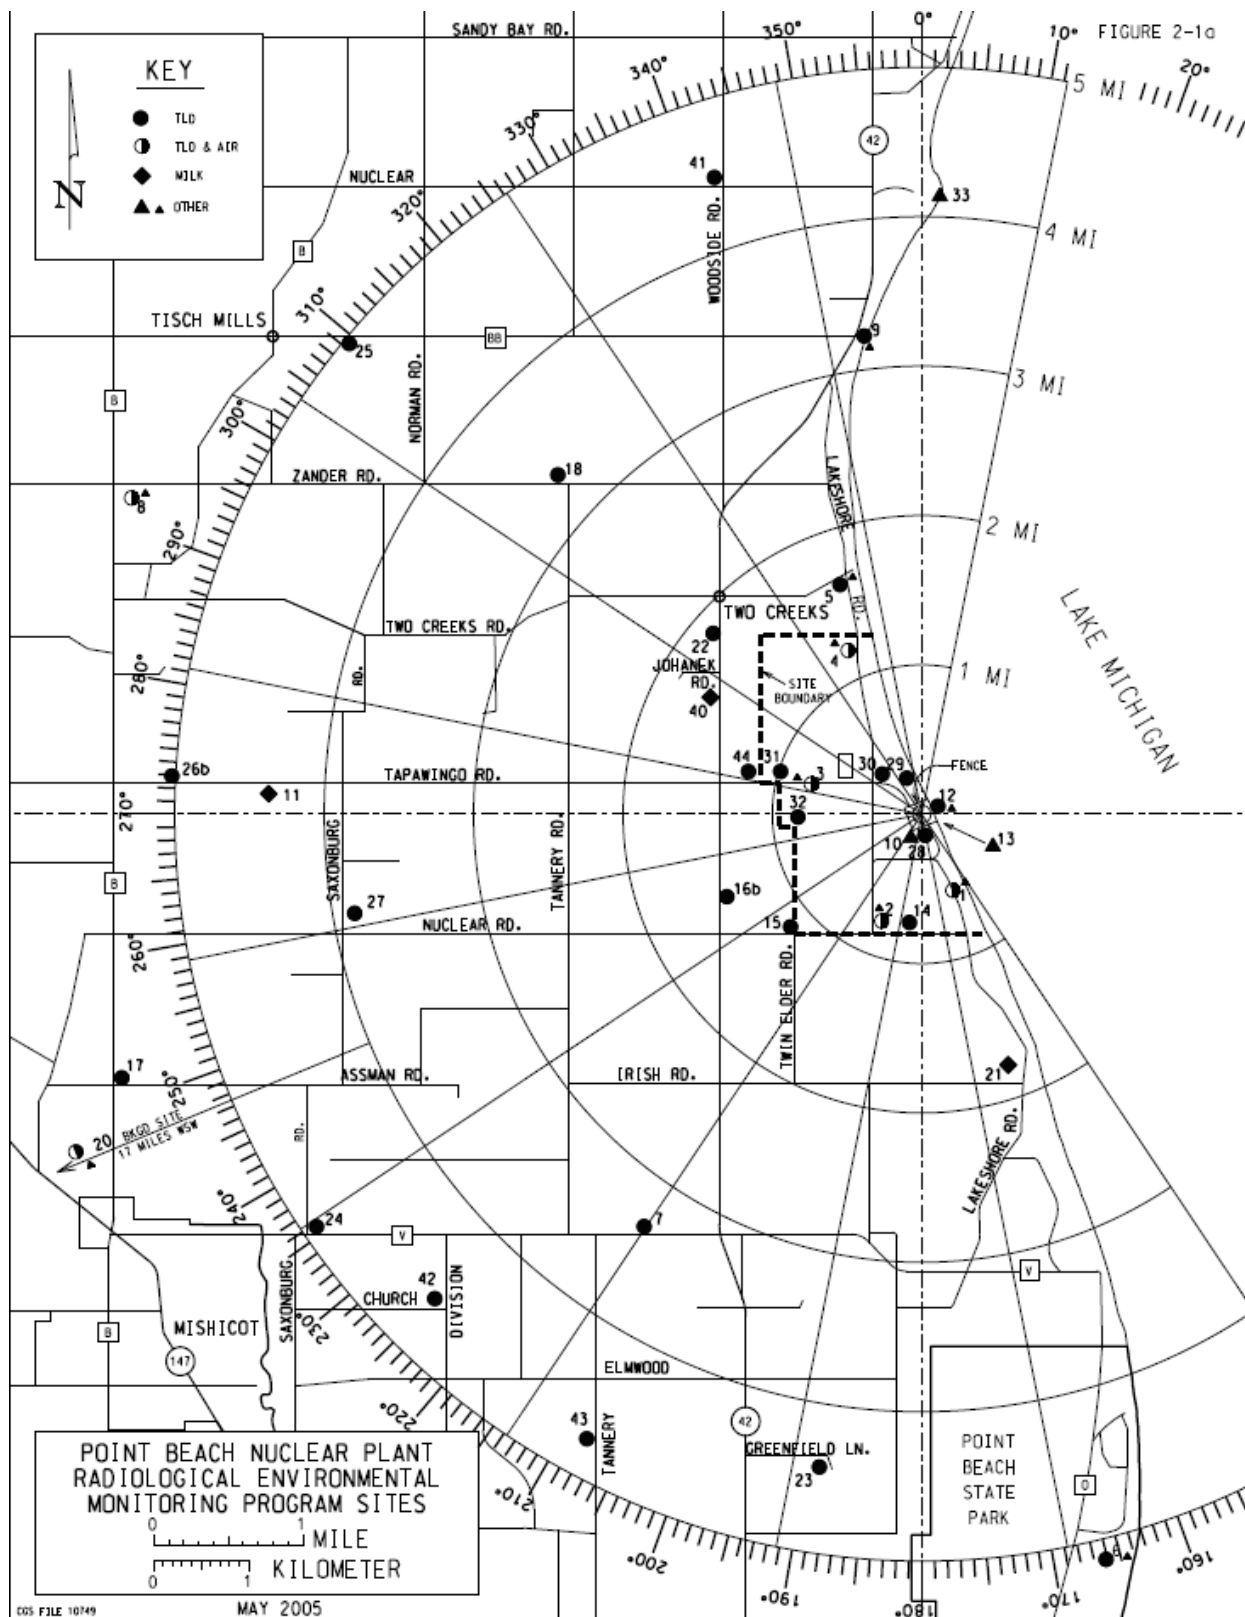 SANDY BAY RD.
0°
FIGURE 2-1a
350°
10°
KEY
340°
20°
5 MI
TLD
TLD & AIR
MILK
OTHER
N
330°
42
NUCLEAR
41
33
320°
WOODSIDE RD.
4 MI
B
310°
TISCH MILLS
25
BB
9
NORMAN RD.
3 MI
B
300°
ZANDER RD.
18
LAKESHORE
RD.
8
290°
2 MI
5
TWO CREEKS
TWO CREEKS RD.
22
4
LAKE MICHIGAN
280°
RD.
JOHANEK
RD.
SITE
BOUNDARY
1 MI
40
26b
TAPAWINGO RD.
44
31
3
30
29
FENCE
11
270°
32
12
SAXONBURG
TANNERY RD.
10
28
13
B
16b
1
27
NUCLEAR RD.
15
2
14
260°
TWIN ELDER RD.
17
250°
ASSMAN RD.
IRISH RD.
21
20
BKGD SITE
17 MILES WSW
RD.
LAKESHORE RD.
240°
24
V
7
SAXONBURG
42
CHURCH
DIVISION
V
230°
MISHICOT
B
147
ELMWOOD
220°
43
TANNERY
42
GREENFIELD LN.
23
POINT
BEACH
STATE
PARK
O
210°
POINT BEACH NUCLEAR PLANT
RADIOLOGICAL ENVIRONMENTAL
MONITORING PROGRAM SITES
0 1
MILE
KILOMETER
0 1
200°
190°
180°
170°
6
160°
CGS FILE 10749
MAY 2005